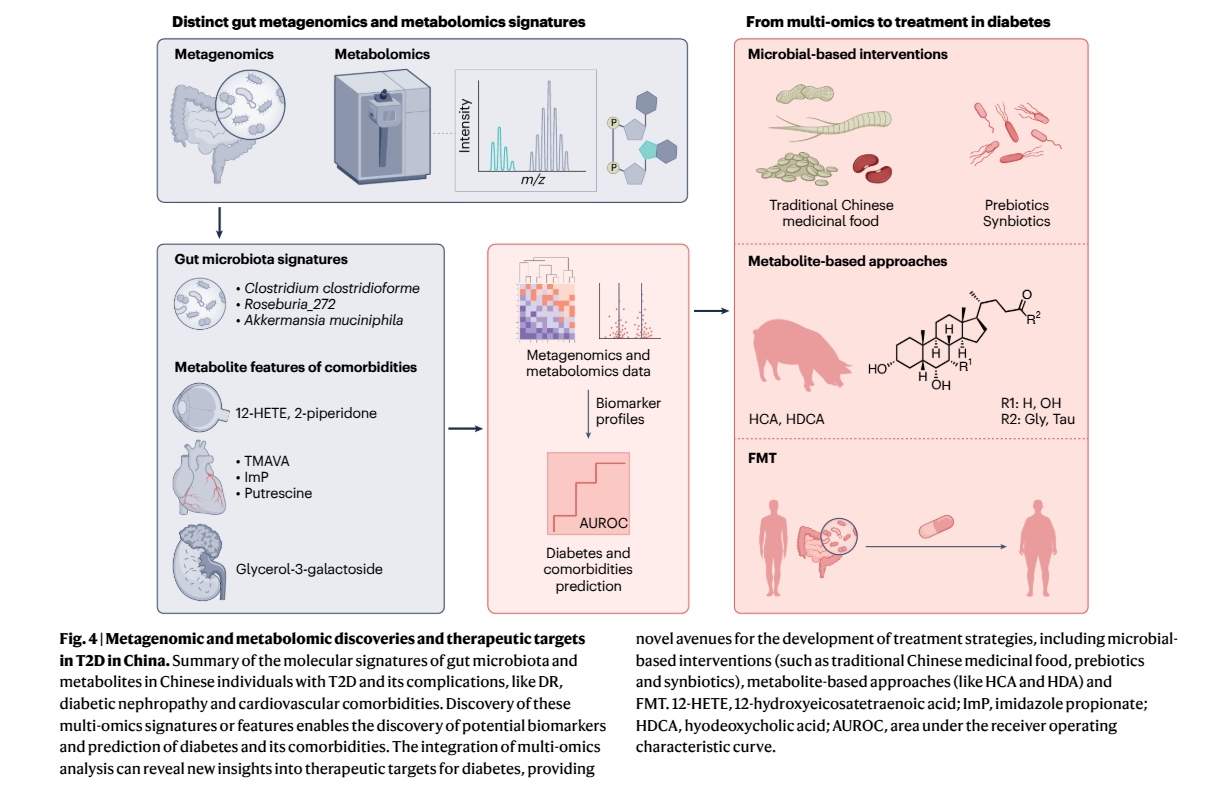 Distinct gut metagenomics and metabolomics signatures
Metagenomics
Metabolomics
Intensity
m/z
P
P
Gut microbiota signatures
• Clostridium clostridioforme
• Roseburia_272
• Akkermansia muciniphila
Metabolite features of comorbidities
12-HETE, 2-piperidone
• TMAVA
• ImP
• Putrescine
Glycerol-3-galactoside
Metagenomics and
metabolomics data
Biomarker
profiles
AUROC
Diabetes and
comorbidities
prediction
From multi-omics to treatment in diabetes
Microbial-based interventions
Traditional Chinese
medicinal food
Prebiotics
Synbiotics
Metabolite-based approaches
O
R2
H
H
H
HO
H
R1
OH
HCA, HDCA
R1: H, OH
R2: Gly, Tau
FMT
Fig. 4 | Metagenomic and metabolomic discoveries and therapeutic targets
in T2D in China. Summary of the molecular signatures of gut microbiota and
metabolites in Chinese individuals with T2D and its complications, like DR,
diabetic nephropathy and cardiovascular comorbidities. Discovery of these
multi-omics signatures or features enables the discovery of potential biomarkers
and prediction of diabetes and its comorbidities. The integration of multi-omics
analysis can reveal new insights into therapeutic targets for diabetes, providing
novel avenues for the development of treatment strategies, including microbial-
based interventions (such as traditional Chinese medicinal food, prebiotics
and synbiotics), metabolite-based approaches (like HCA and HDA) and
FMT. 12-HETE, 12-hydroxyeicosatetraenoic acid; ImP, imidazole propionate;
HDCA, hyodeoxycholic acid; AUROC, area under the receiver operating
characteristic curve.